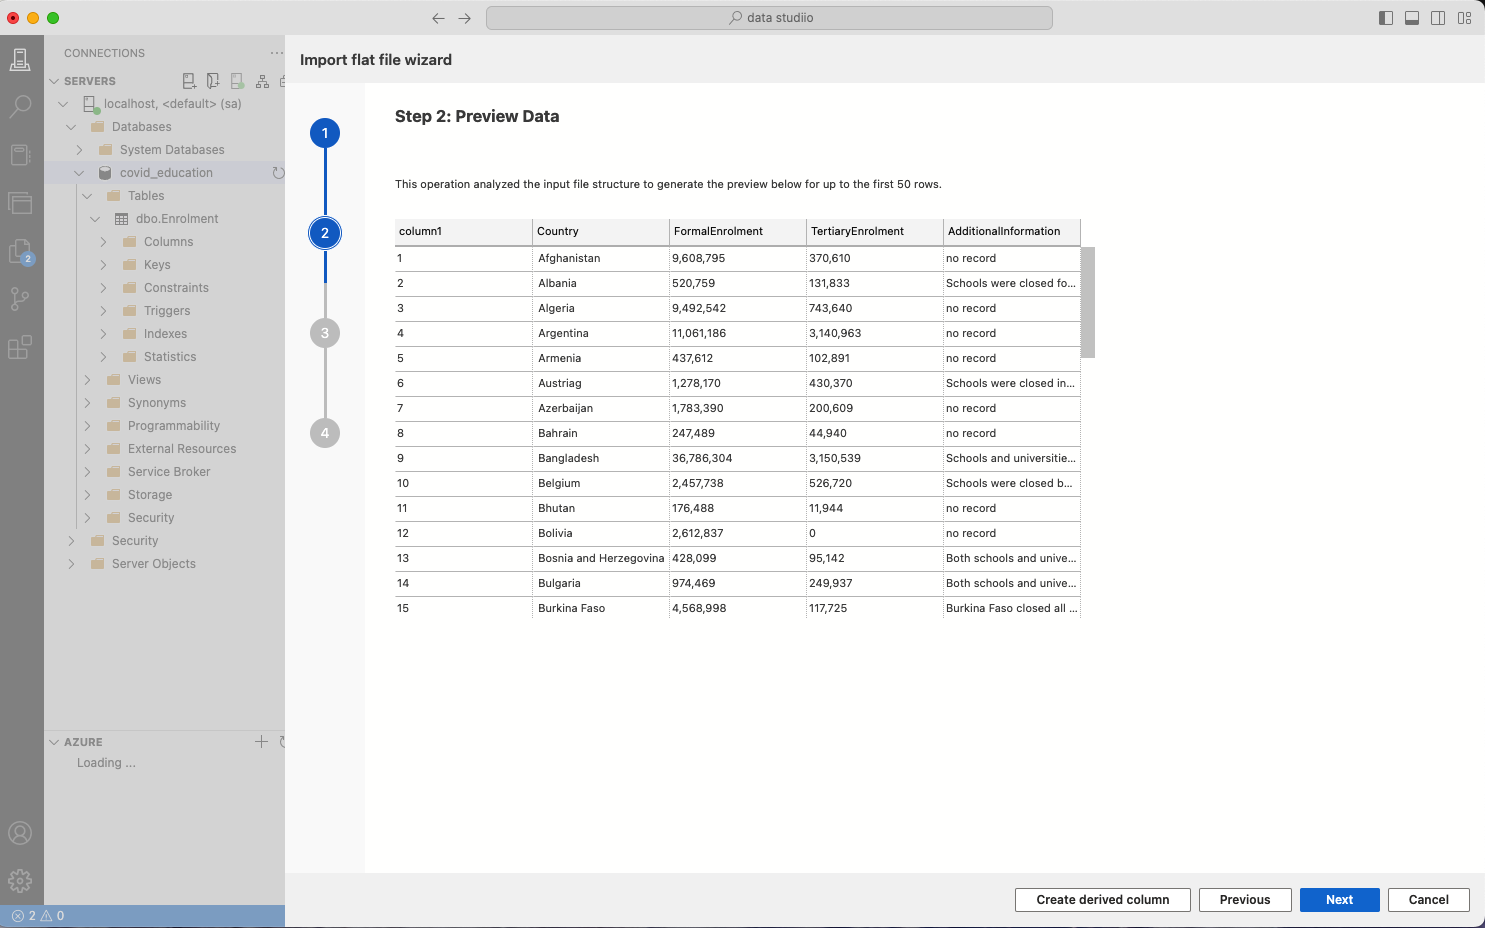 data studiio
CONNECTIONS
SERVERS
localhost, <default> (sa)
Databases
System Databases
covid_education
Tables
dbo.Enrolment
Columns
Keys
Constraints
Triggers
Indexes
Statistics
Views
Synonyms
Programmability
External Resources
Service Broker
Storage
Security
Security
Server Objects
AZURE
Loading ...
2
2 0
Import flat file wizard
1
2
3
4
Step 2: Preview Data
This operation analyzed the input file structure to generate the preview below for up to the first 50 rows.
column1 Country FormalEnrolment TertiaryEnrolment AdditionalInformation
1 Afghanistan 9,608,795 370,610 no record
2 Albania 520,759 131,833 Schools were closed fo...
3 Algeria 9,492,542 743,640 no record
4 Argentina 11,061,186 3,140,963 no record
5 Armenia 437,612 102,891 no record
6 Austriag 1,278,170 430,370 Schools were closed in...
7 Azerbaijan 1,783,390 200,609 no record
8 Bahrain 247,489 44,940 no record
9 Bangladesh 36,786,304 3,150,539 Schools and universitie...
10 Belgium 2,457,738 526,720 Schools were closed b...
11 Bhutan 176,488 11,944 no record
12 Bolivia 2,612,837 0 no record
13 Bosnia and Herzegovina 428,099 95,142 Both schools and unive...
14 Bulgaria 974,469 249,937 Both schools and unive...
15 Burkina Faso 4,568,998 117,725 Burkina Faso closed all ...
Create derived column Previous Next Cancel